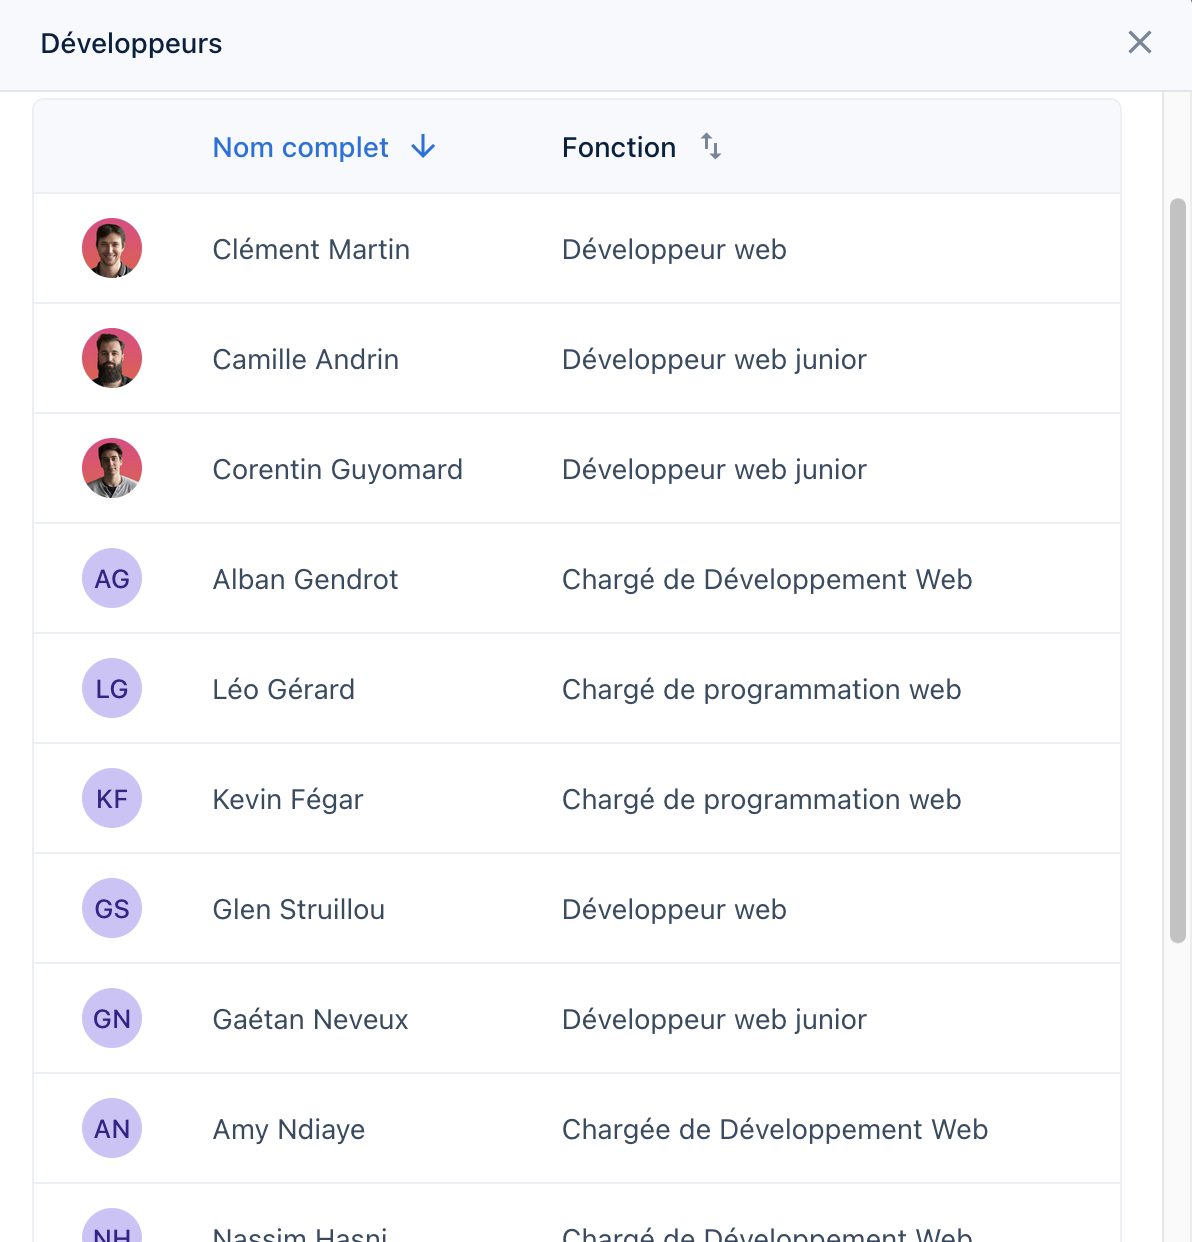 Développeurs
Nom complet Fonction
Clément Martin Développeur web
Camille Andrin Développeur web junior
Corentin Guyomard Développeur web junior
AG Alban Gendrot Chargé de Développement Web
LG Léo Gérard Chargé de programmation web
KF Kevin Fégar Chargé de programmation web
GS Glen Struillou Développeur web
GN Gaétan Neveux Développeur web junior
AN Amy Ndiaye Chargée de Développement Web
NH Nassim Hasni Chargé de Développement Web